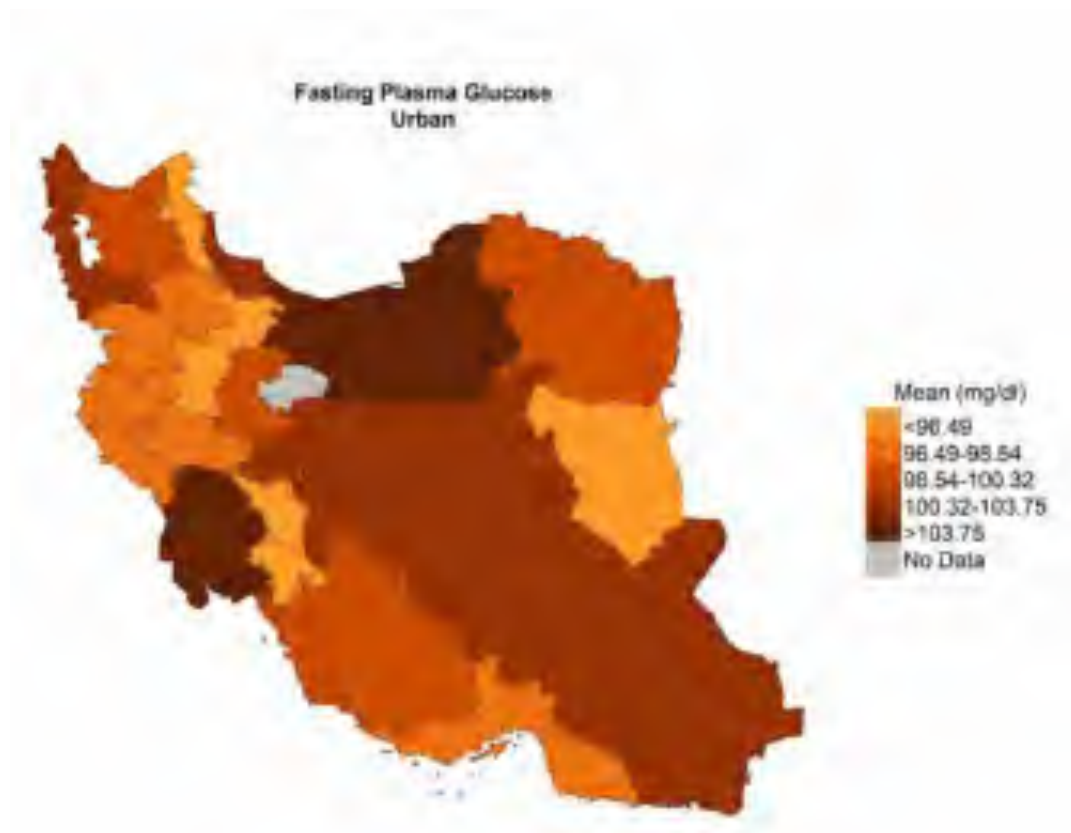 Fasting Plasma Glucose
Urban
Mean (mg/dl)
<96.49
96.49-98.54
98.54-100.32
100.32-103.75
>103.75
No Data